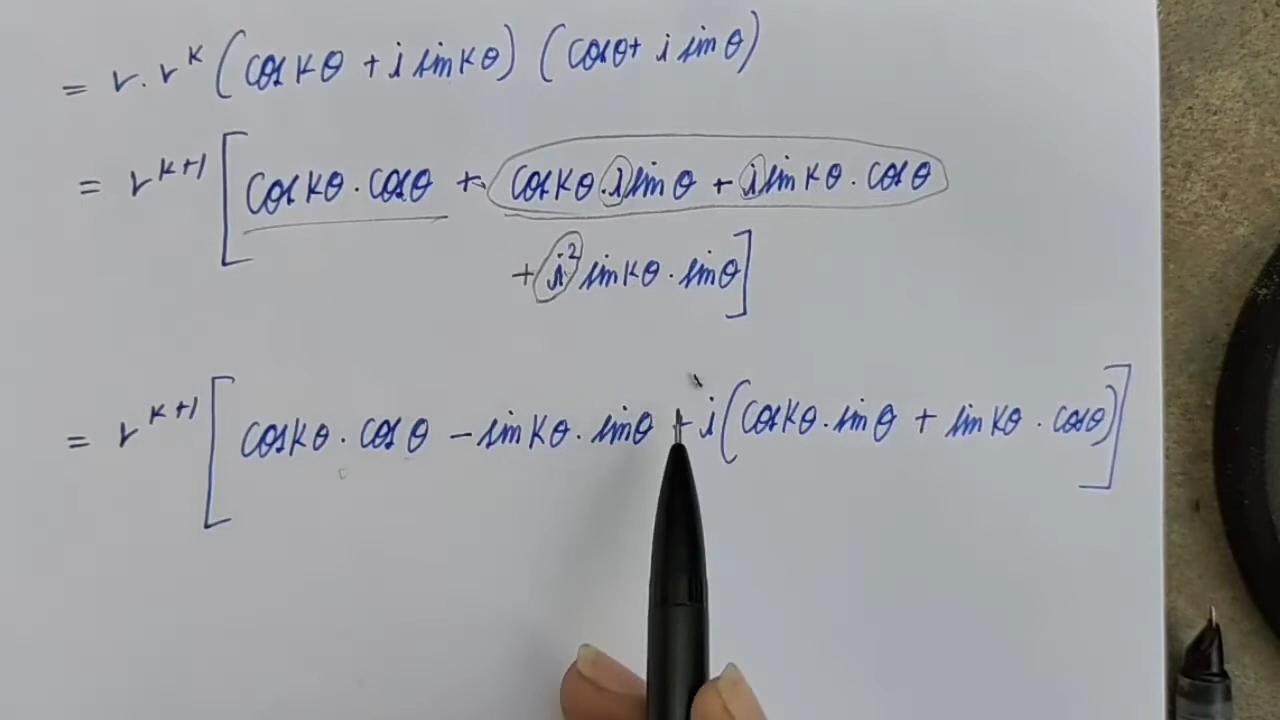 = r. r^k (cos kθ + i sin kθ) (cos θ + i sin θ)
= r^k+1 [cos kθ · cos θ + cos kθ · i sin θ + i sin kθ · cos θ
+ i² sin kθ · sin θ]
= r^k+1 [cos kθ · cos θ − sin kθ · sin θ + i (cos kθ · sin θ + sin kθ · cos θ)]